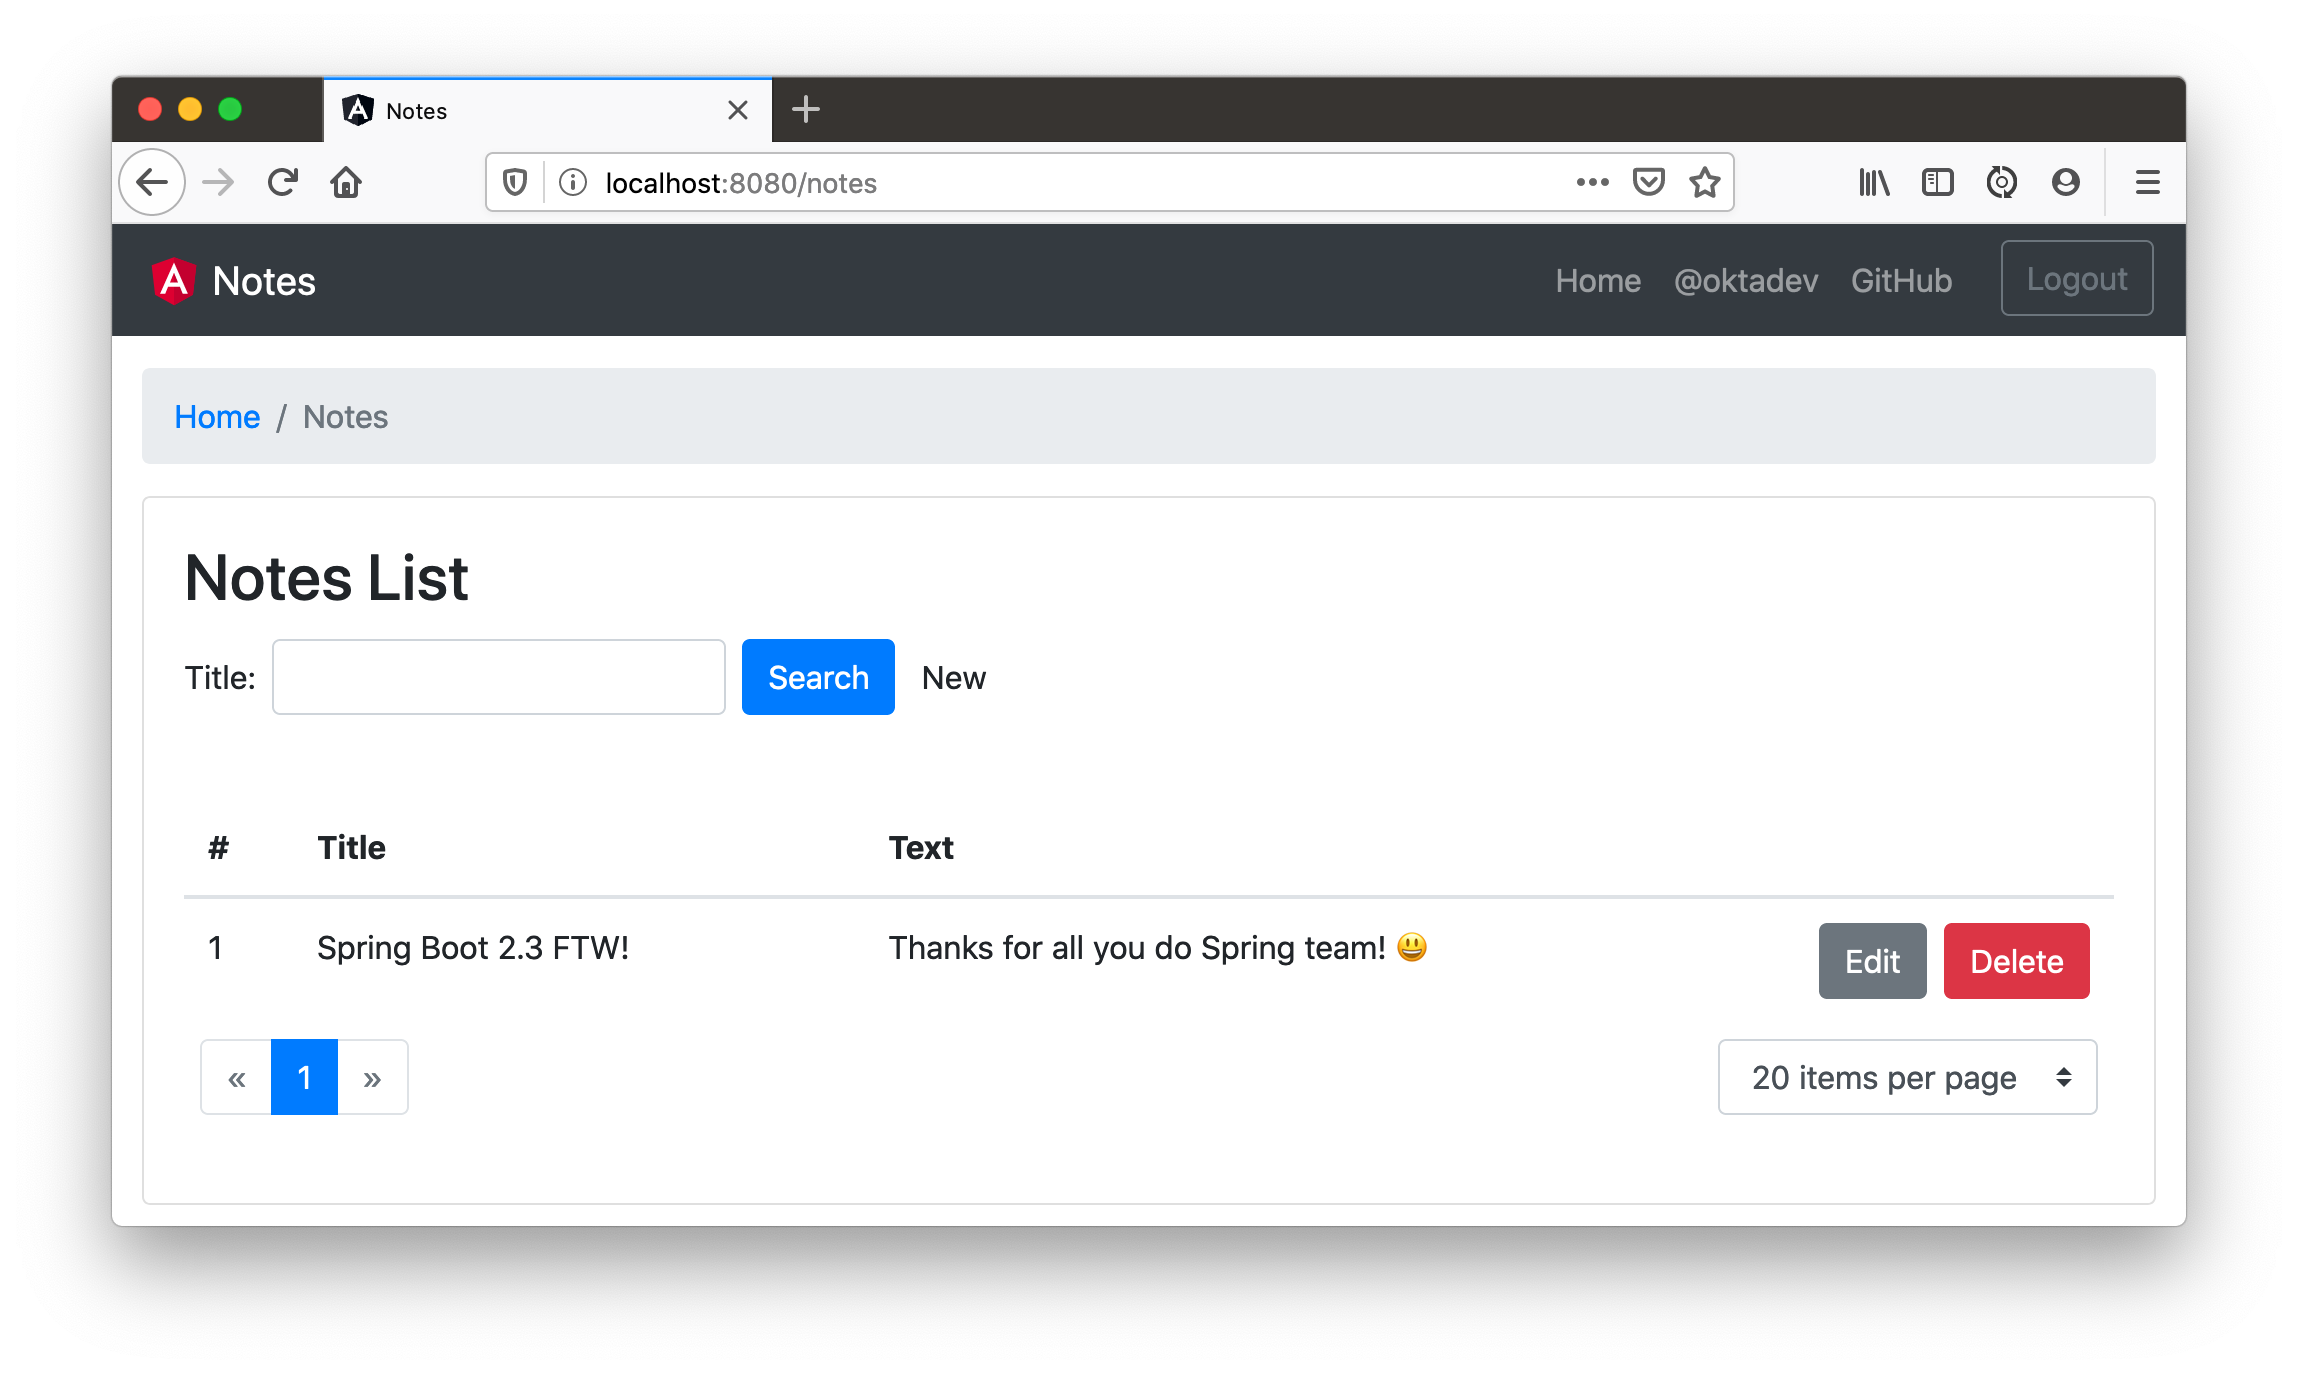 Notes
localhost:8080/notes
Notes Home @oktadev GitHub Logout
Home / Notes
Notes List
Title: Search New
# Title Text
1 Spring Boot 2.3 FTW! Thanks for all you do Spring team! 😃 Edit Delete
« 1 » 20 items per page